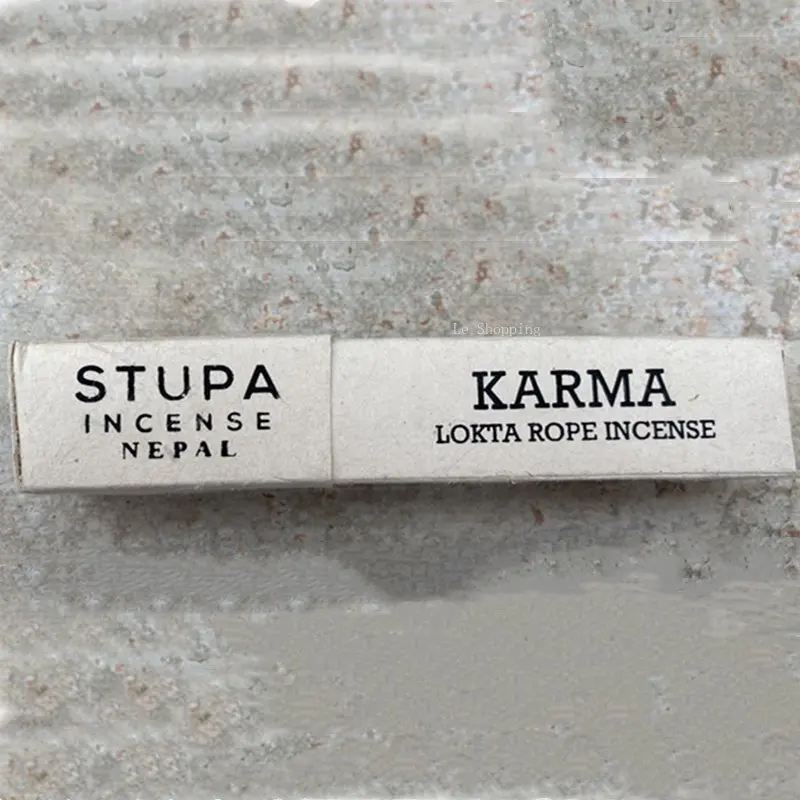 Le Shopping
STUPA
INCENSE
NEPAL
KARMA
LOKTA ROPE INCENSE